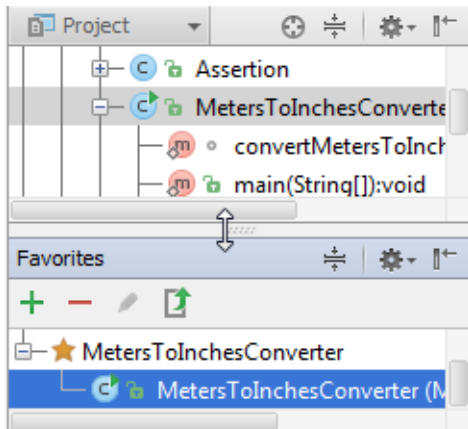 Project
C Assertion
C MetersToInchesConverte
m convertMetersToInch
m main(String[]):void
Favorites
MetersToInchesConverter
C MetersToInchesConverter (M